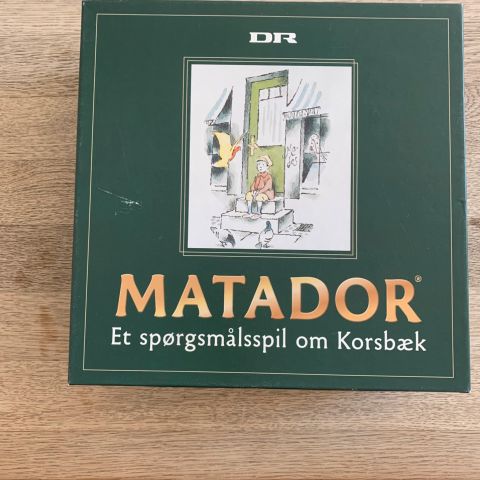 DR
MATADOR®
Et spørgsmålsspil om Korsbæk